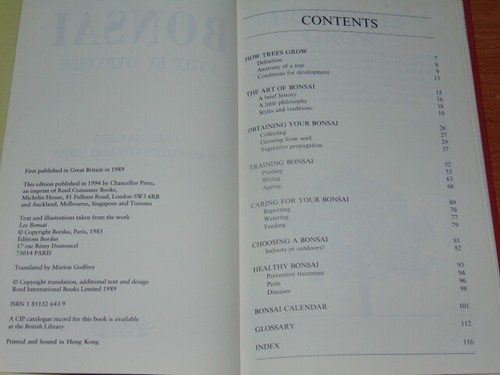 First published in Great Britain in 1989
This edition published in 1994 by Chancellor Press,
an imprint of Reed Consumer Books,
Michelin House, 81 Fulham Road, London SW3 6RB
and Auckland, Melbourne, Singapore and Toronto
Text and illustrations taken from the work
Les Bonsaï
© Copyright Bordas, Paris, 1985
Éditions Bordas
17 rue Rémy Dumoncel
75014 PARIS
Translated by Marion Godfrey
© Copyright translation, additional text and design
Reed International Books Limited 1989
ISBN 1 85152 645 9
A CIP catalogue record for this book is available
at the British Library
Printed and bound in Hong Kong
CONTENTS
HOW TREES GROW 7
Definition 8
Anatomy of a tree 9
Conditions for development 11
THE ART OF BONSAI 15
A brief history 16
A little philosophy 18
Styles and traditions 19
OBTAINING YOUR BONSAI 26
Collecting 27
Growing from seed 29
Vegetative propagation 37
TRAINING BONSAI 52
Pruning 53
Wiring 65
Ageing 68
CARING FOR YOUR BONSAI 69
Repotting 70
Watering 77
Feeding 79
CHOOSING A BONSAI 81
Indoors or outdoors? 82
HEALTHY BONSAI 93
Preventive treatment 94
Pests 96
Diseases 98
BONSAI CALENDAR 101
GLOSSARY 112
INDEX 116